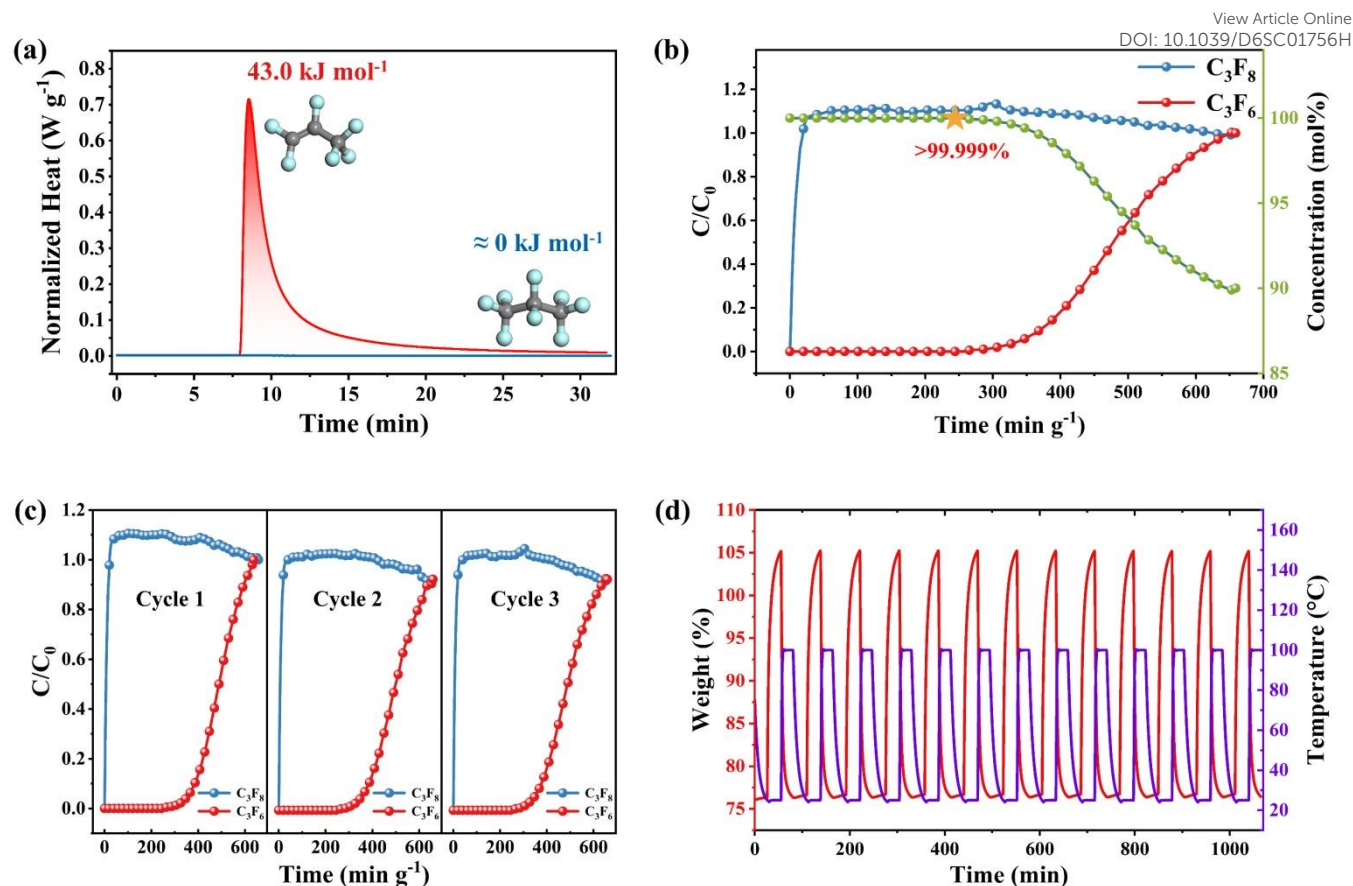 View Article Online
DOI: 10.1039/D6SC01756H
(a)
43.0 kJ mol⁻¹
≈ 0 kJ mol⁻¹
Normalized Heat (W g⁻¹)
0.8
0.7
0.6
0.5
0.4
0.3
0.2
0.1
0.0
0 5 10 15 20 25 30
Time (min)
(b)
C₃F₈
C₃F₆
>99.999%
C/C₀
1.2
1.0
0.8
0.6
0.4
0.2
0.0
Concentration (mol%)
100
95
90
85
0 100 200 300 400 500 600 700
Time (min g⁻¹)
(c)
C/C₀
1.2
1.0
0.8
0.6
0.4
0.2
0.0
Cycle 1 Cycle 2 Cycle 3
C₃F₈ C₃F₈ C₃F₈
C₃F₆ C₃F₆ C₃F₆
0 200 400 600 0 200 400 600 0 200 400 600
Time (min g⁻¹)
(d)
Weight (%)
110
105
100
95
90
85
80
75
Temperature (°C)
160
140
120
100
80
60
40
20
0 200 400 600 800 1000
Time (min)